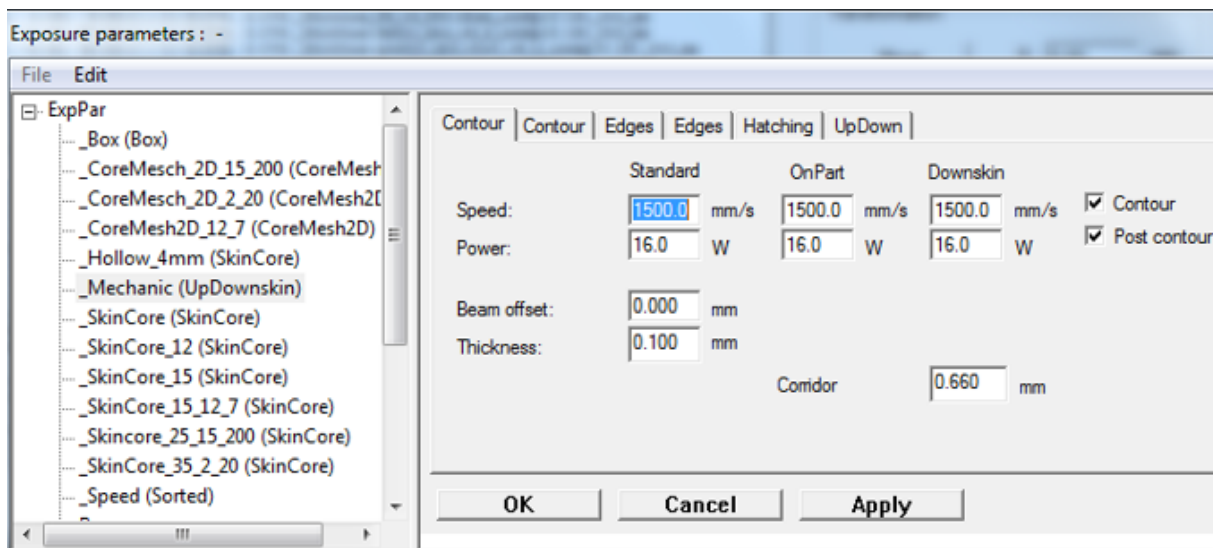 Exposure parameters : -
File Edit
ExpPar
_Box (Box)
_CoreMesch_2D_15_200 (CoreMesh
_CoreMesch_2D_2_20 (CoreMesh2D
_CoreMesh2D_12_7 (CoreMesh2D)
_Hollow_4mm (SkinCore)
_Mechanic (UpDownskin)
_SkinCore (SkinCore)
_SkinCore_12 (SkinCore)
_SkinCore_15 (SkinCore)
_SkinCore_15_12_7 (SkinCore)
_Skincore_25_15_200 (SkinCore)
_SkinCore_35_2_20 (SkinCore)
_Speed (Sorted)
Contour Contour Edges Edges Hatching UpDown
Standard OnPart Downskin
Speed: 1500.0 mm/s 1500.0 mm/s 1500.0 mm/s Contour
Power: 16.0 W 16.0 W 16.0 W Post contour
Beam offset: 0.000 mm
Thickness: 0.100 mm
Corridor 0.660 mm
OK Cancel Apply